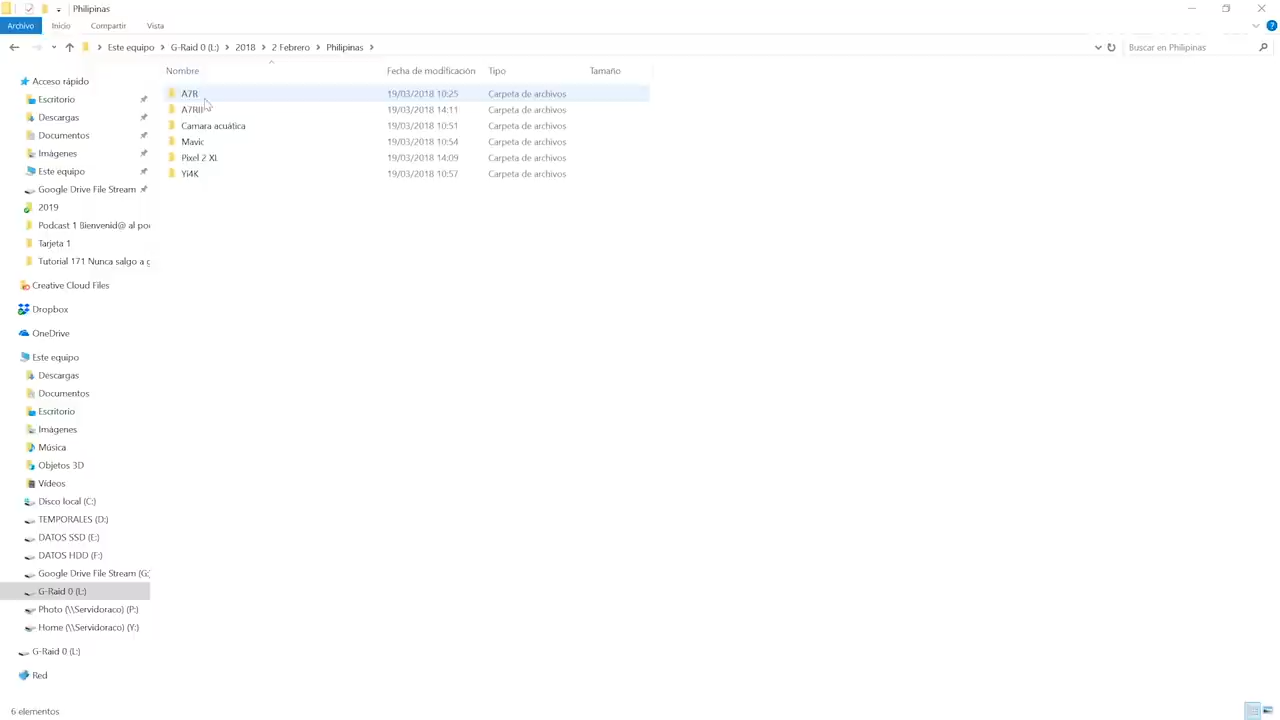 Philipinas
Archivo Inicio Compartir Vista
Este equipo > G-Raid 0 (L:) > 2018 > 2 Febrero > Philipinas >
Buscar en Philipinas
Nombre Fecha de modificación Tipo Tamaño
A7R 19/03/2018 10:25 Carpeta de archivos
A7RII 19/03/2018 14:11 Carpeta de archivos
Camara acuática 19/03/2018 10:51 Carpeta de archivos
Mavic 19/03/2018 10:54 Carpeta de archivos
Pixel 2 XL 19/03/2018 14:09 Carpeta de archivos
Yi4K 19/03/2018 10:57 Carpeta de archivos
Acceso rápido
Escritorio
Descargas
Documentos
Imágenes
Este equipo
Google Drive File Stream
2019
Podcast 1 Bienvenid@ al po
Tarjeta 1
Tutorial 171 Nunca salgo a g
Creative Cloud Files
Dropbox
OneDrive
Este equipo
Descargas
Documentos
Escritorio
Imágenes
Música
Objetos 3D
Vídeos
Disco local (C:)
TEMPORALES (D:)
DATOS SSD (E:)
DATOS HDD (F:)
Google Drive File Stream (G:
G-Raid 0 (L:)
Photo (\\Servidoraco) (P:)
Home (\\Servidoraco) (Y:)
G-Raid 0 (L:)
Red
6 elementos